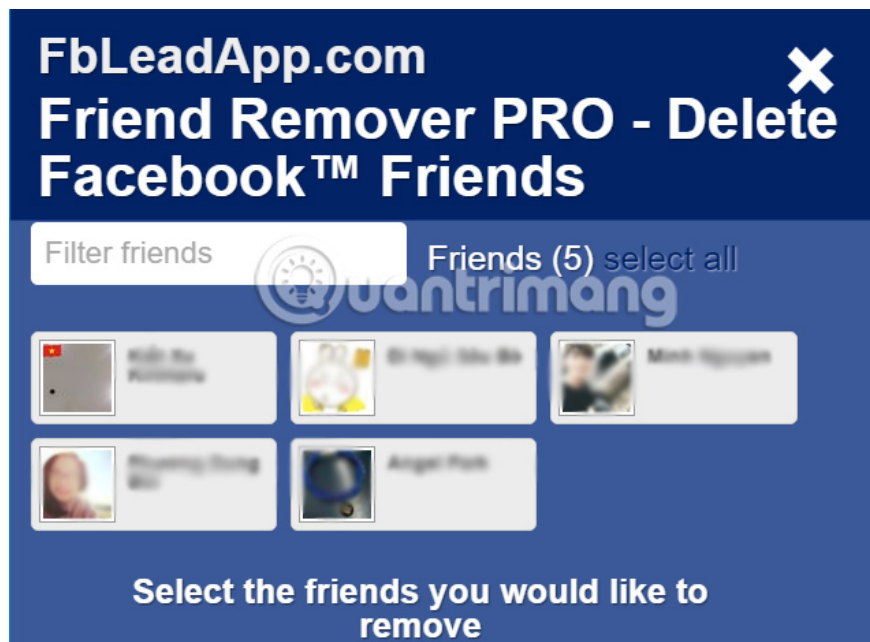 FbLeadApp.com
Friend Remover PRO - Delete
Facebook™ Friends
Filter friends
Friends (5) select all
Quantrimang
Select the friends you would like to
remove